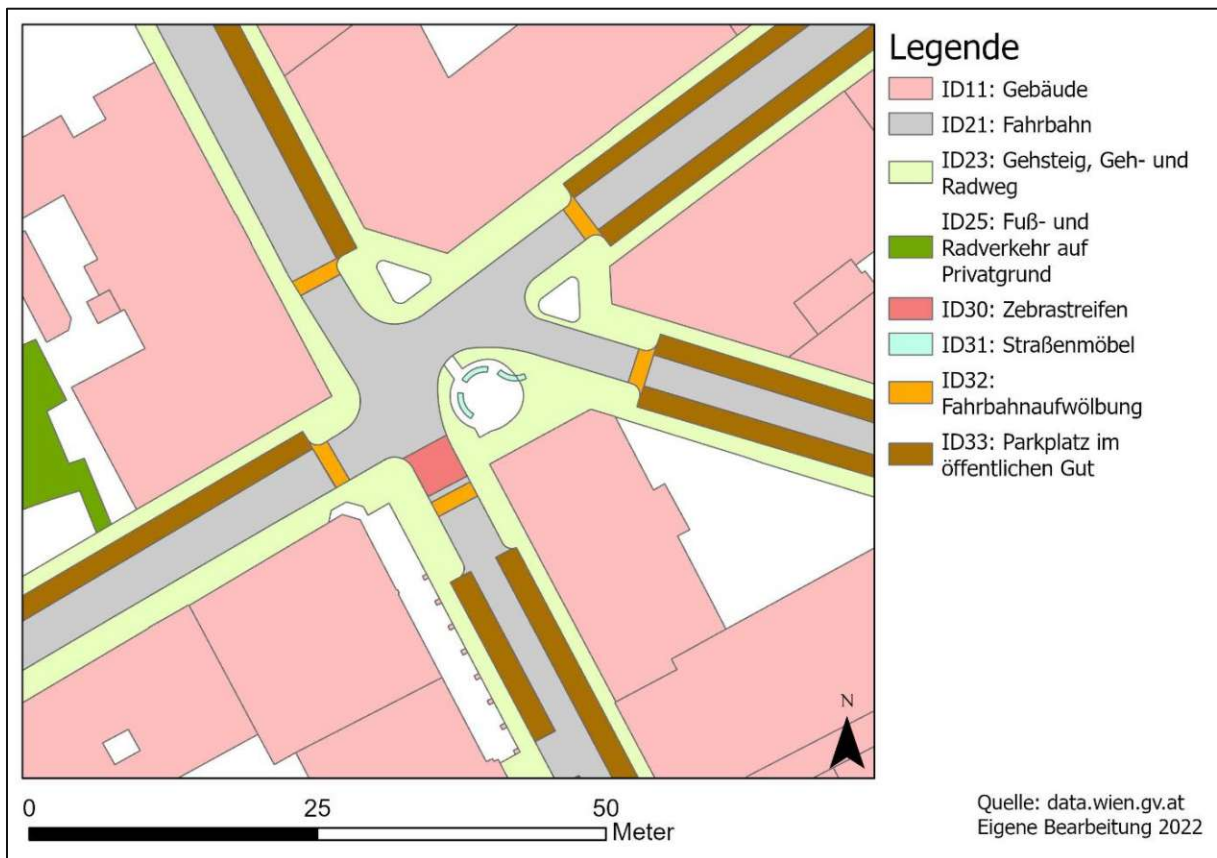 Legende
ID11: Gebäude
ID21: Fahrbahn
ID23: Gehsteig, Geh- und
Radweg
ID25: Fuß- und
Radverkehr auf
Privatgrund
ID30: Zebrastreifen
ID31: Straßenmöbel
ID32:
Fahrbahnaufwölbung
ID33: Parkplatz im
öffentlichen Gut
N
0 25 50
Meter
Quelle: data.wien.gv.at
Eigene Bearbeitung 2022